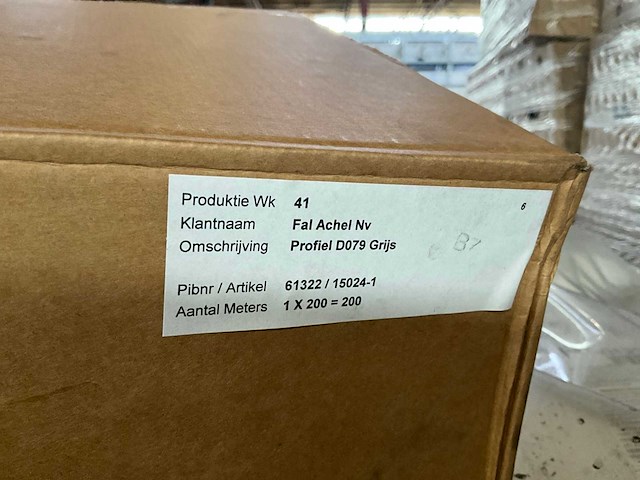 Produktie Wk 41 6
Klantnaam Fal Achel Nv
Omschrijving Profiel D079 Grijs
Pibnr / Artikel 61322 / 15024-1
Aantal Meters 1 X 200 = 200